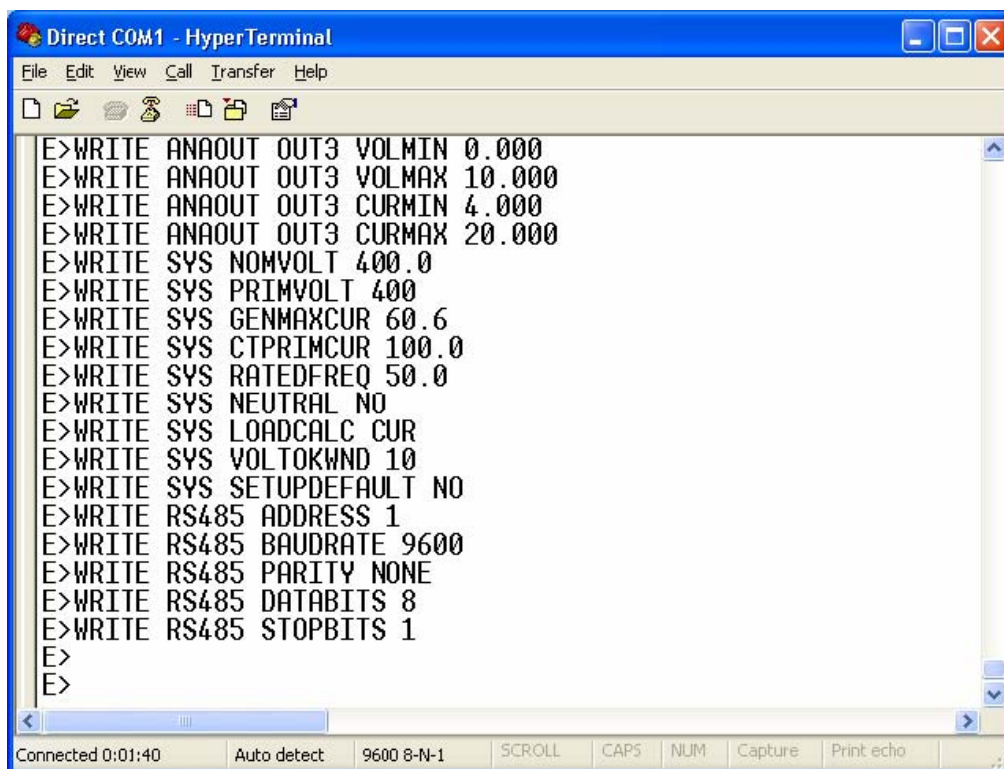 Direct COM1 - HyperTerminal
File Edit View Call Transfer Help
E>WRITE ANAOUT OUT3 VOLMIN 0.000
E>WRITE ANAOUT OUT3 VOLMAX 10.000
E>WRITE ANAOUT OUT3 CURMIN 4.000
E>WRITE ANAOUT OUT3 CURMAX 20.000
E>WRITE SYS NOMVOLT 400.0
E>WRITE SYS PRIMVOLT 400
E>WRITE SYS GENMAXCUR 60.6
E>WRITE SYS CTPRIMCUR 100.0
E>WRITE SYS RATEDFREQ 50.0
E>WRITE SYS NEUTRAL NO
E>WRITE SYS LOADCALC CUR
E>WRITE SYS VOLTOKWND 10
E>WRITE SYS SETUPDEFAULT NO
E>WRITE RS485 ADDRESS 1
E>WRITE RS485 BAUDRATE 9600
E>WRITE RS485 PARITY NONE
E>WRITE RS485 DATABITS 8
E>WRITE RS485 STOPBITS 1
E>
E>
Connected 0:01:40 Auto detect 9600 8-N-1 SCROLL CAPS NUM Capture Print echo